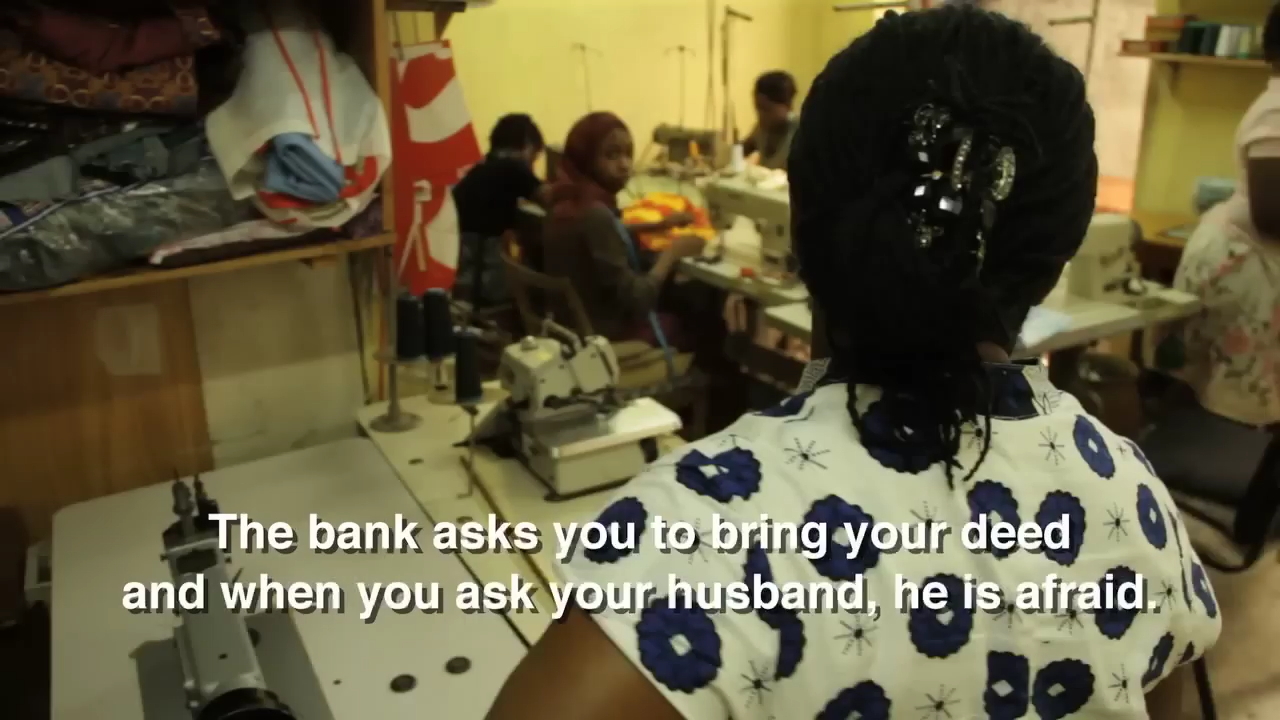 The bank asks you to bring your deed
and when you ask your husband, he is afraid.